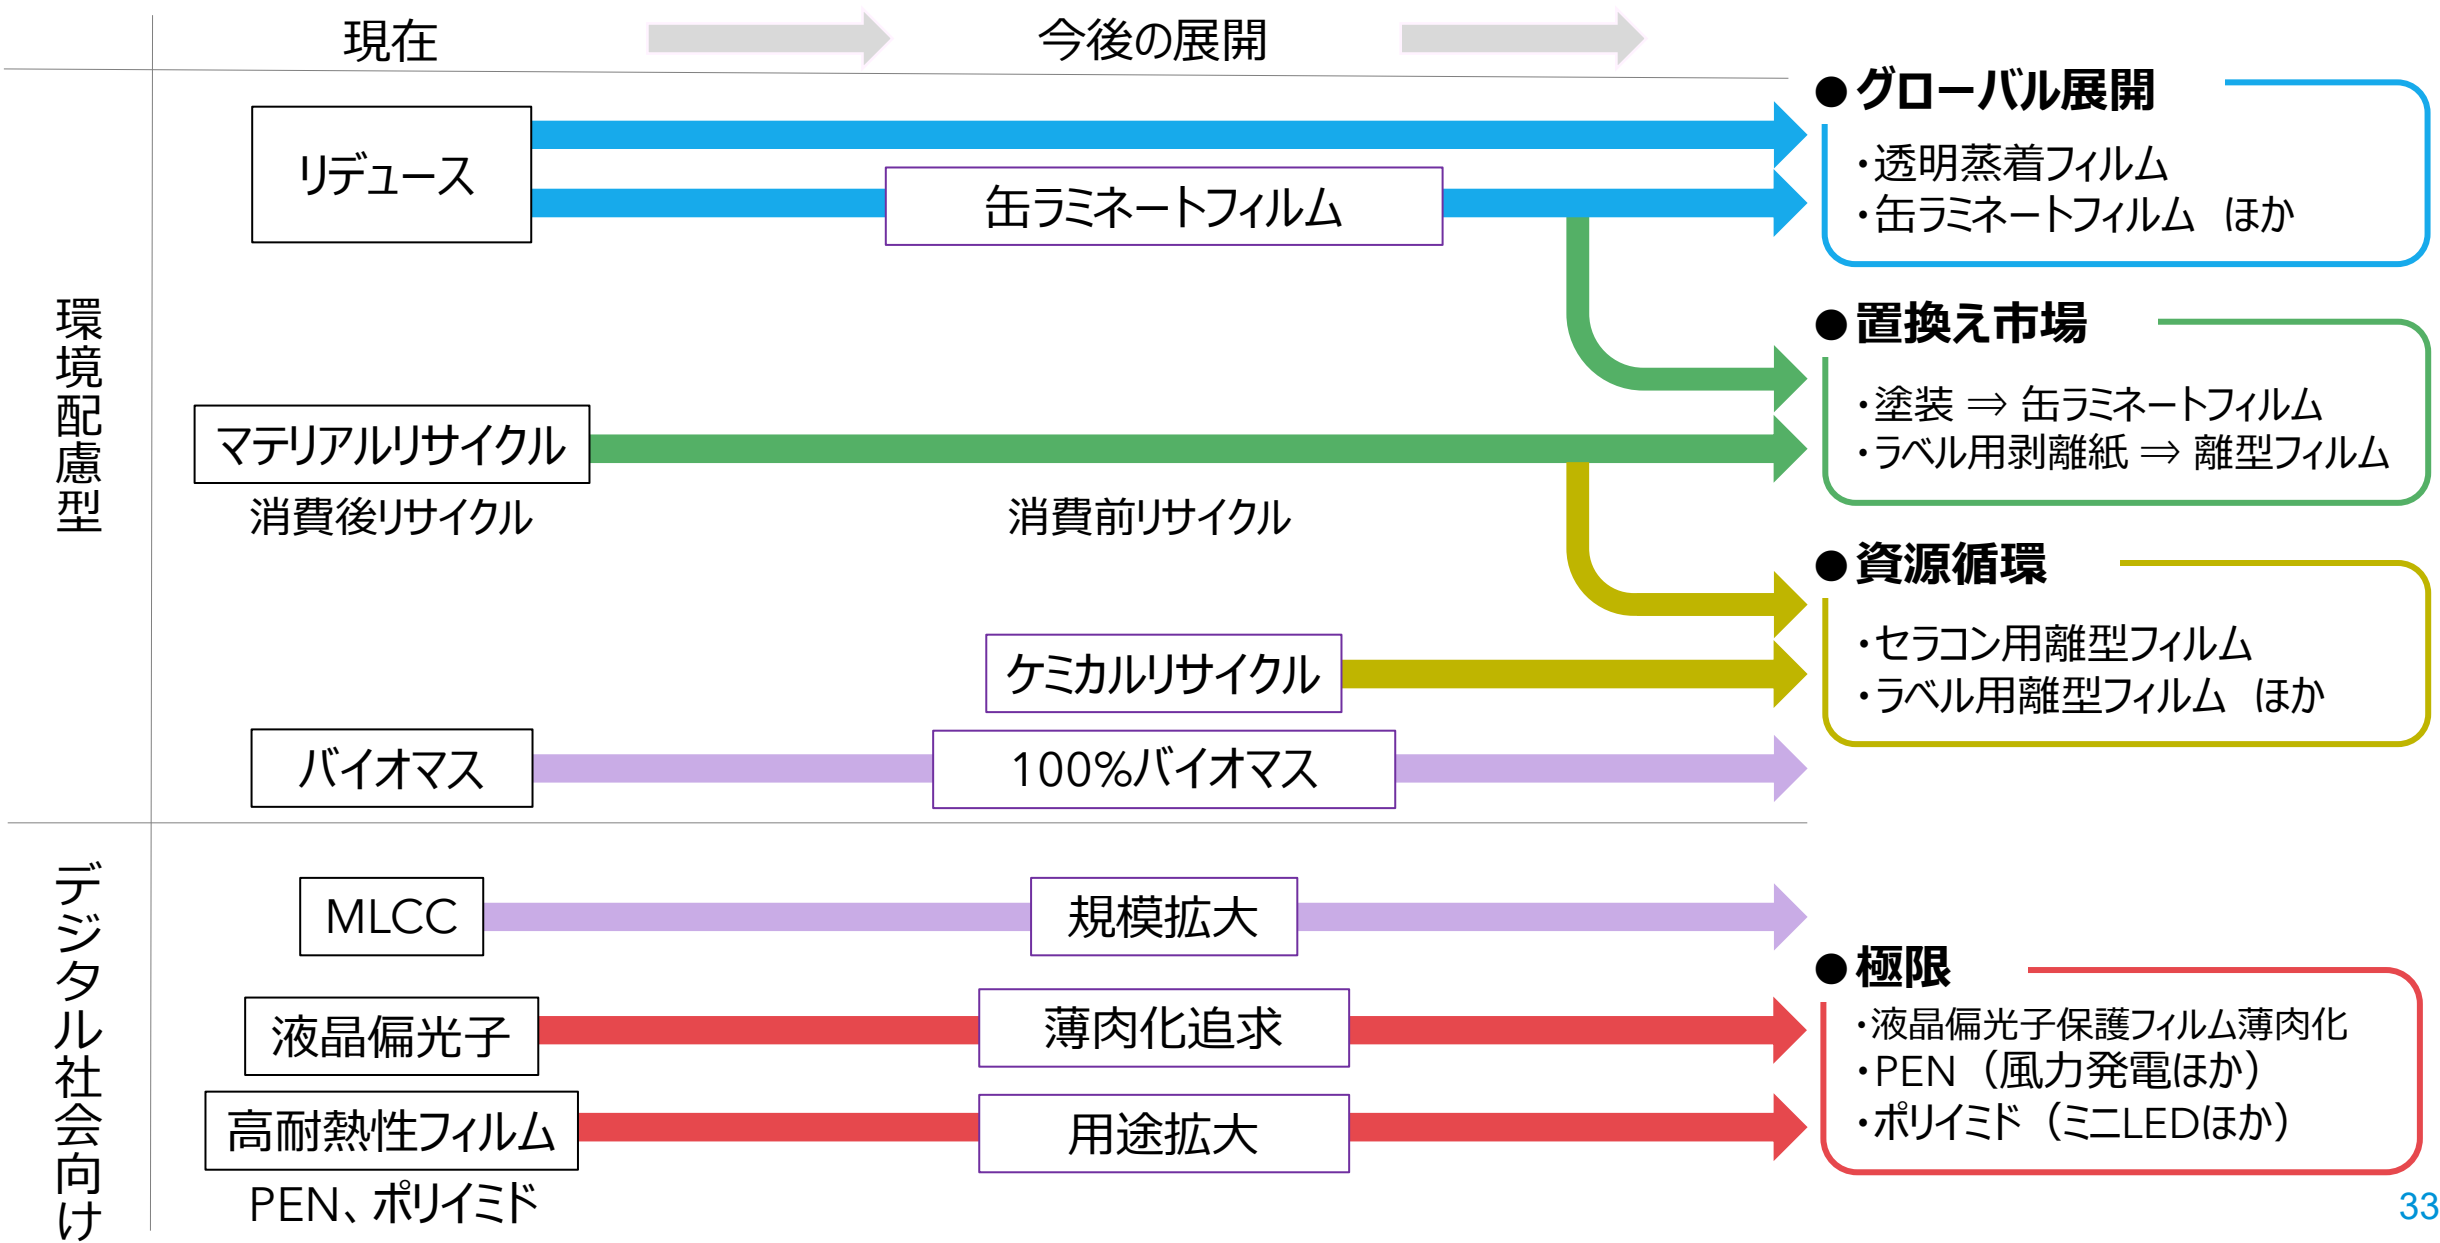 現在
今後の展開
環境配慮型
リデュース
缶ラミネートフィルム
マテリアルリサイクル
消費後リサイクル
消費前リサイクル
ケミカルリサイクル
バイオマス
100%バイオマス
●グローバル展開
・透明蒸着フィルム
・缶ラミネートフィルム ほか
●置換え市場
・塗装 ⇒ 缶ラミネートフィルム
・ラベル用剥離紙 ⇒ 離型フィルム
●資源循環
・セラコン用離型フィルム
・ラベル用離型フィルム ほか
デジタル社会向け
MLCC
規模拡大
液晶偏光子
薄肉化追求
高耐熱性フィルム
用途拡大
PEN、ポリイミド
●極限
・液晶偏光子保護フィルム薄肉化
・PEN（風力発電ほか）
・ポリイミド（ミニLEDほか）
33